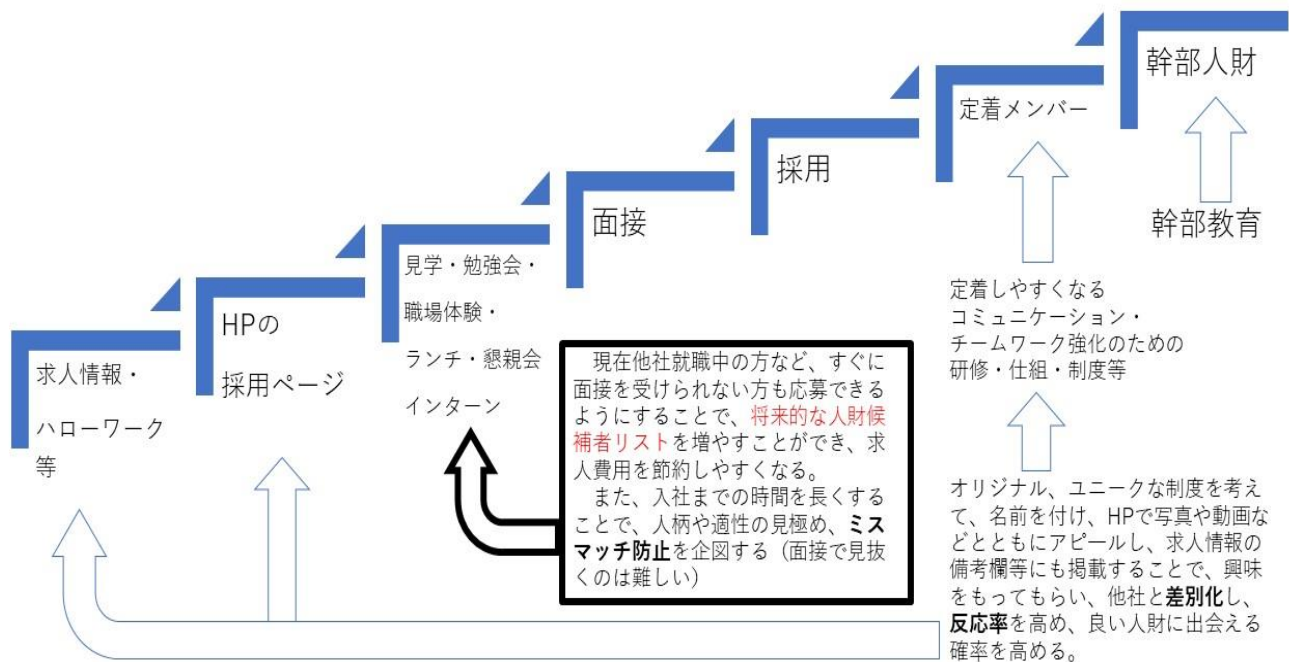 幹部人財
定着メンバー
採用
幹部教育
面接
見学・勉強会・
職場体験・
ランチ・懇親会
インターン
HPの
採用ページ
求人情報・
ハローワーク
等
現在他社就職中の方など、すぐに
面接を受けられない方も応募できる
ようにすることで、将来的な人財候
補者リストを増やすことができ、求
人費用を節約しやすくなる。
また、入社までの時間を長くする
ことで、人柄や適性の見極め、ミス
マッチ防止を企図する（面接で見抜
くのは難しい）
定着しやすくなる
コミュニケーション・
チームワーク強化のための
研修・仕組・制度等
オリジナル、ユニークな制度を考え
て、名前を付け、HPで写真や動画な
どとともにアピールし、求人情報の
備考欄等にも掲載することで、興味
をもってもらい、他社と差別化し、
反応率を高め、良い人財に出会える
確率を高める。